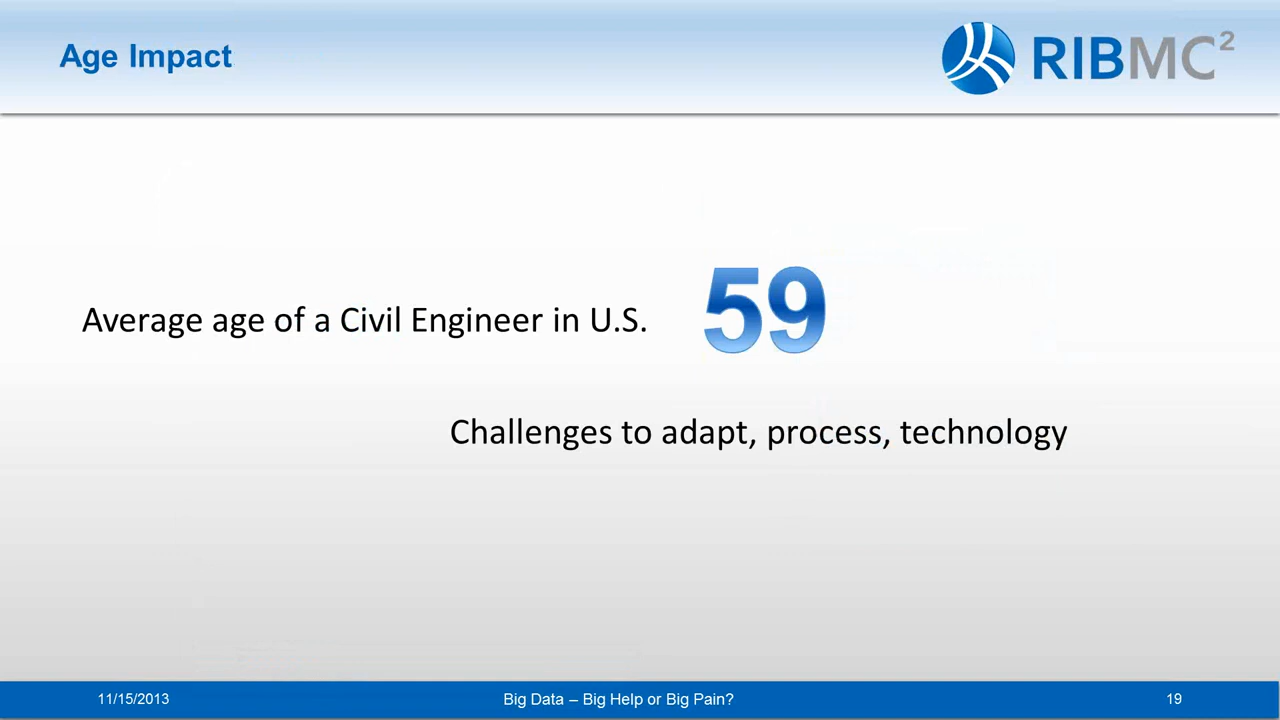 Age Impact
RIBMC²
Average age of a Civil Engineer in U.S. 59
Challenges to adapt, process, technology
11/15/2013 Big Data – Big Help or Big Pain? 19